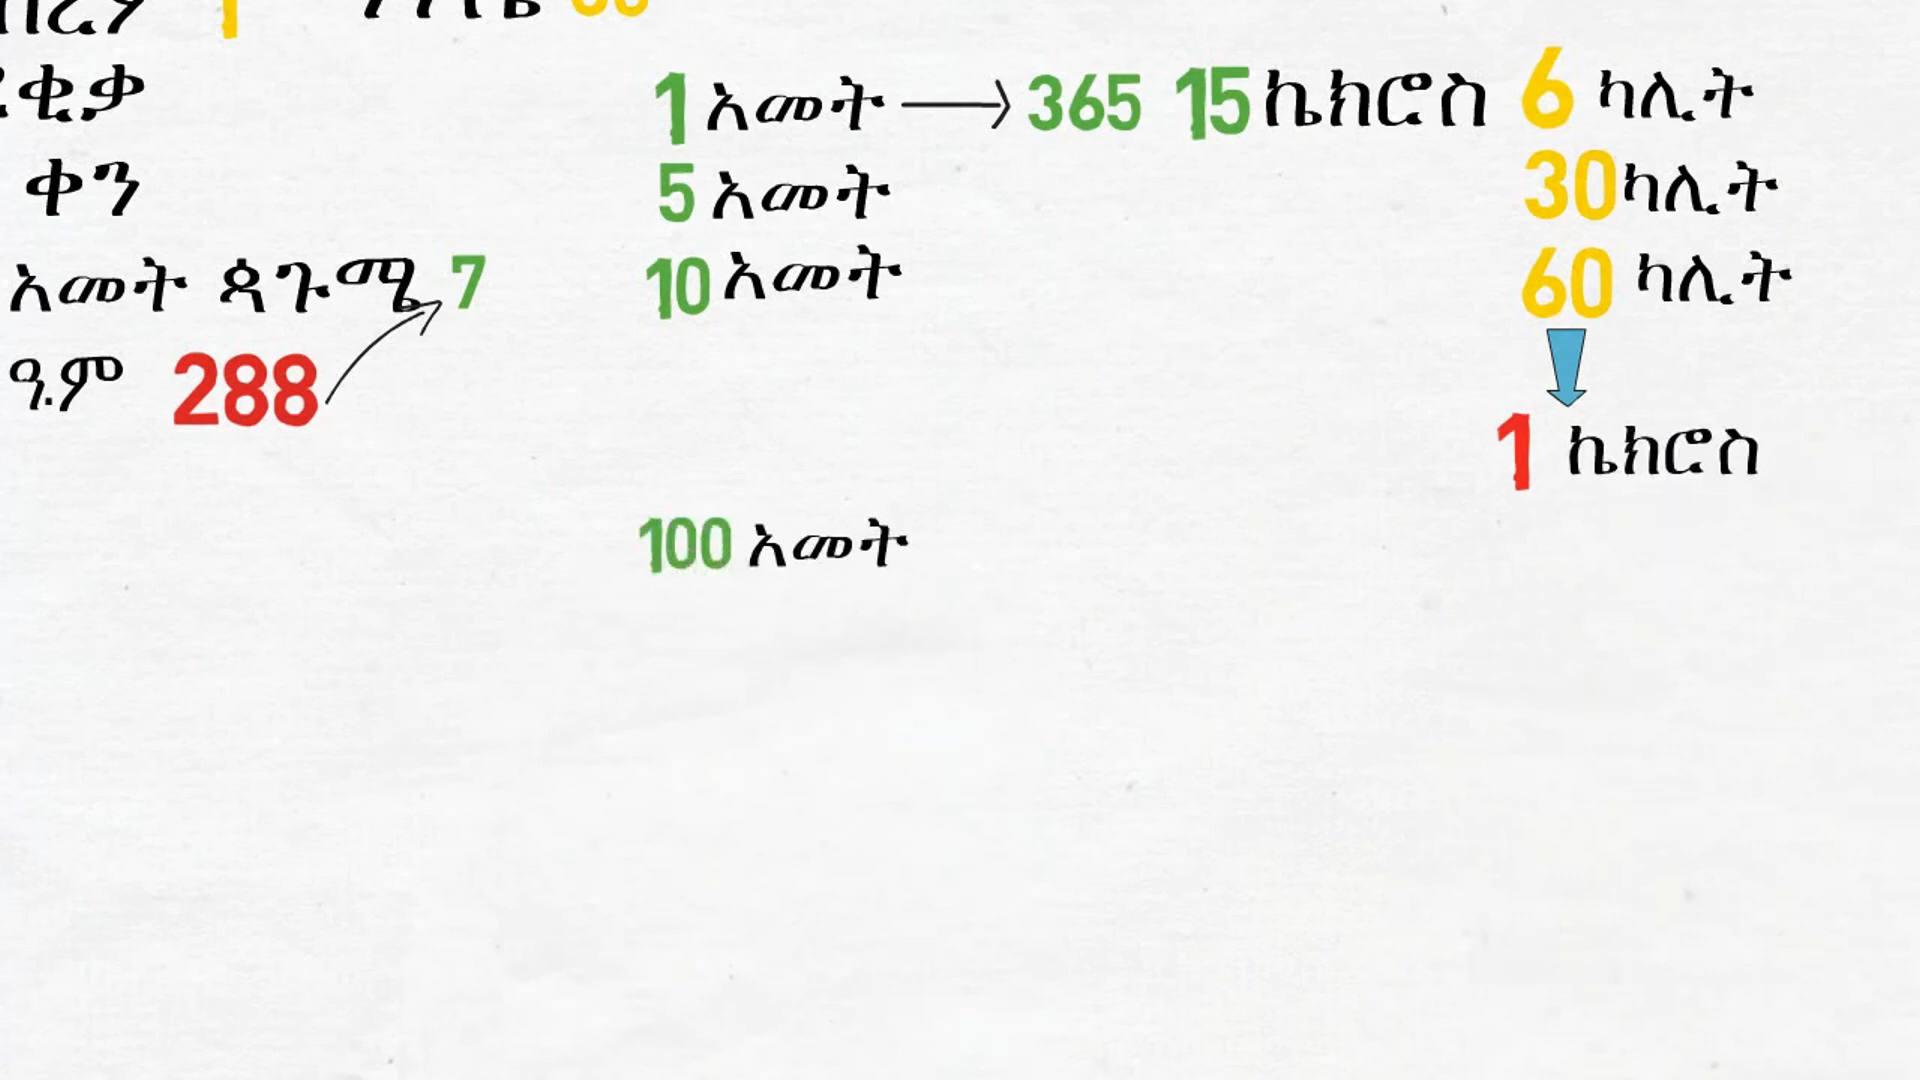 ቀን
አመት ጳጉሜ 7
ዓ.ም 288
1 አመት 365 15 ኬክሮስ 6 ካሊት
5 አመት 30 ካሊት
10 አመት 60 ካሊት
1 ኬክሮስ
100 አመት